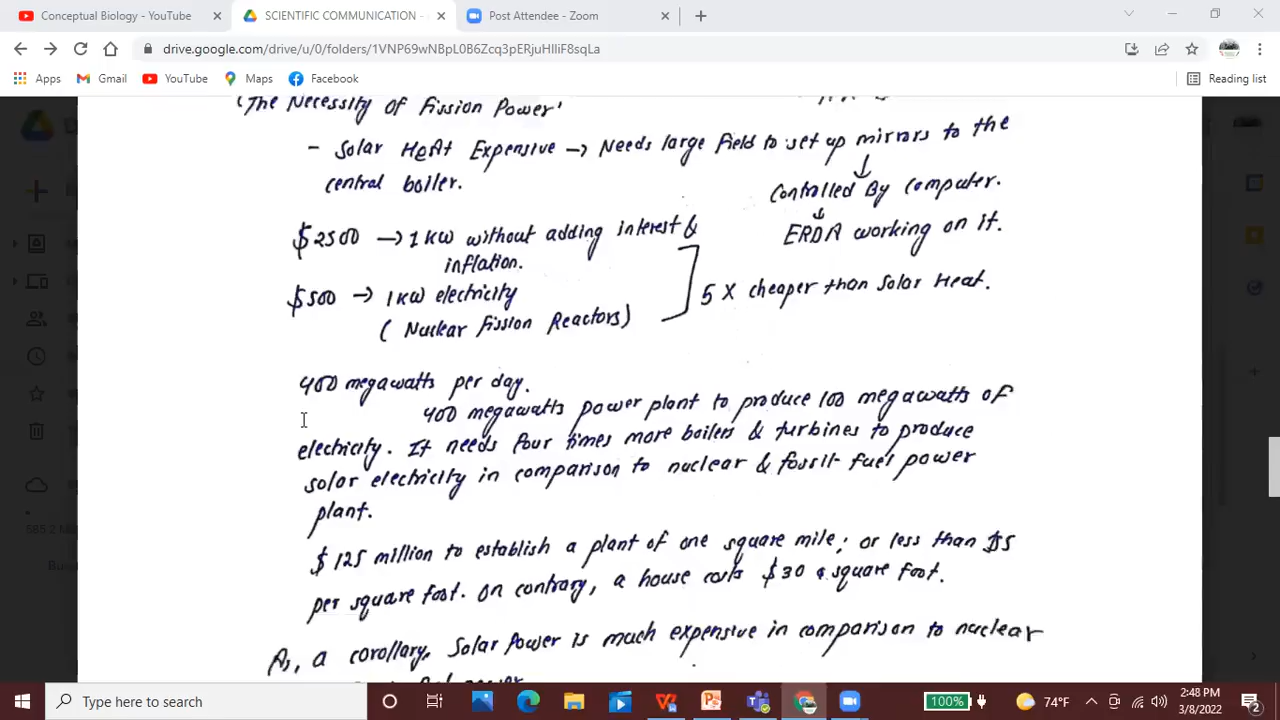 Conceptual Biology - YouTube
SCIENTIFIC COMMUNICATION -
Post Attendee - Zoom
drive.google.com/drive/u/0/folders/1VNP69wNBpL0B6Zcq3pERjuHIliF8sqLa
Apps Gmail YouTube Maps Facebook Reading list
(The Necessity of Fission Power'
- Solar Heat Expensive → Needs large field to set up mirrors to the
central boiler.
↓
Controlled By Computer.
↓
ERDA working on it.
$2500 → 1 KW without adding interest &
inflation.
$500 → 1 KW electricity
(Nuclear Fission Reactors)
5 X cheaper than Solar Heat.
400 megawatts per day.
400 megawatts power plant to produce 100 megawatts of
electricity. It needs four times more boilers & turbines to produce
solar electricity in comparison to nuclear & fossil fuel power
plant.
$125 million to establish a plant of one square mile; or less than $5
per square foot. On contrary, a house costs $30 a square foot.
As, a corollary, Solar Power is much expensive in comparison to nuclear
Type here to search
100%
74°F
2:48 PM
3/8/2022
2